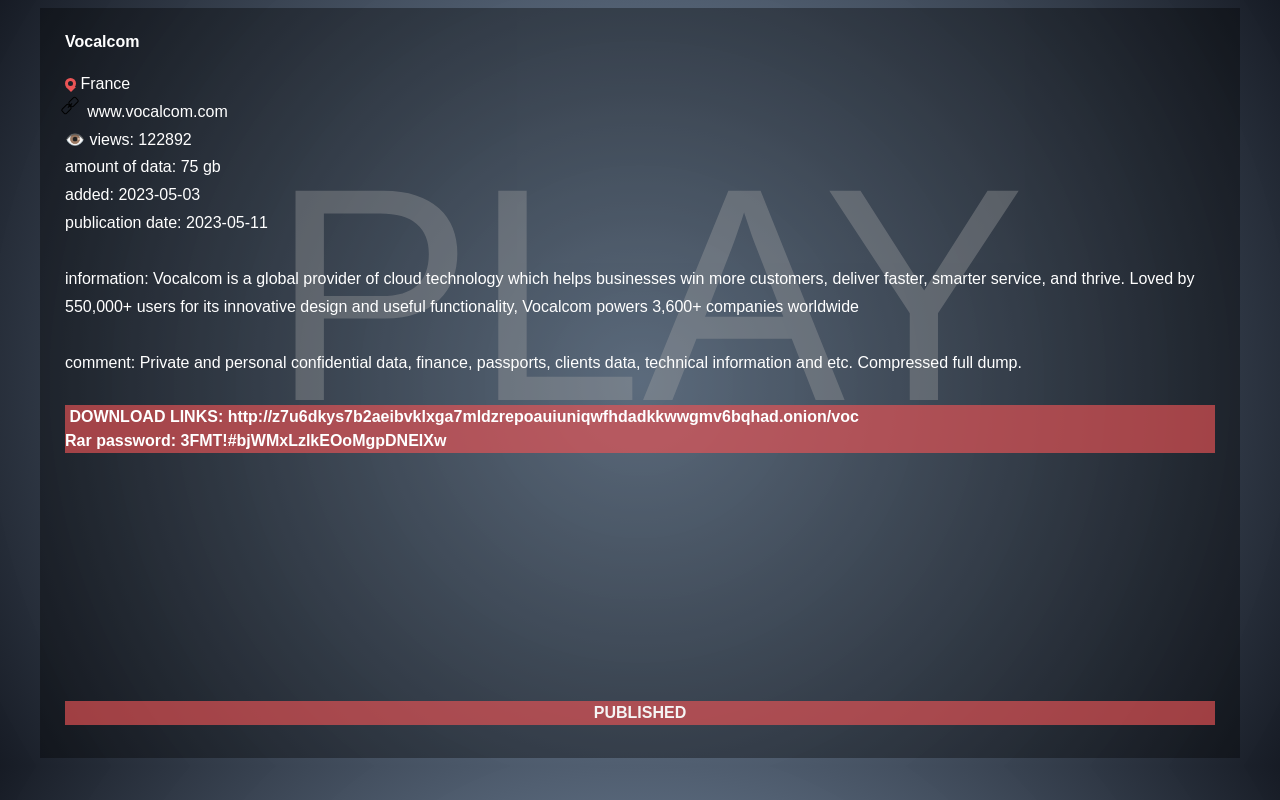 PLAY
Vocalcom
France
www.vocalcom.com
views: 122892
amount of data: 75 gb
added: 2023-05-03
publication date: 2023-05-11
information: Vocalcom is a global provider of cloud technology which helps businesses win more customers, deliver faster, smarter service, and thrive. Loved by
550,000+ users for its innovative design and useful functionality, Vocalcom powers 3,600+ companies worldwide
comment: Private and personal confidential data, finance, passports, clients data, technical information and etc. Compressed full dump.
DOWNLOAD LINKS: http://z7u6dkys7b2aeibvklxga7mldzrepoauiuniqwfhdadkkwwgmv6bqhad.onion/voc
Rar password:
PUBLISHED